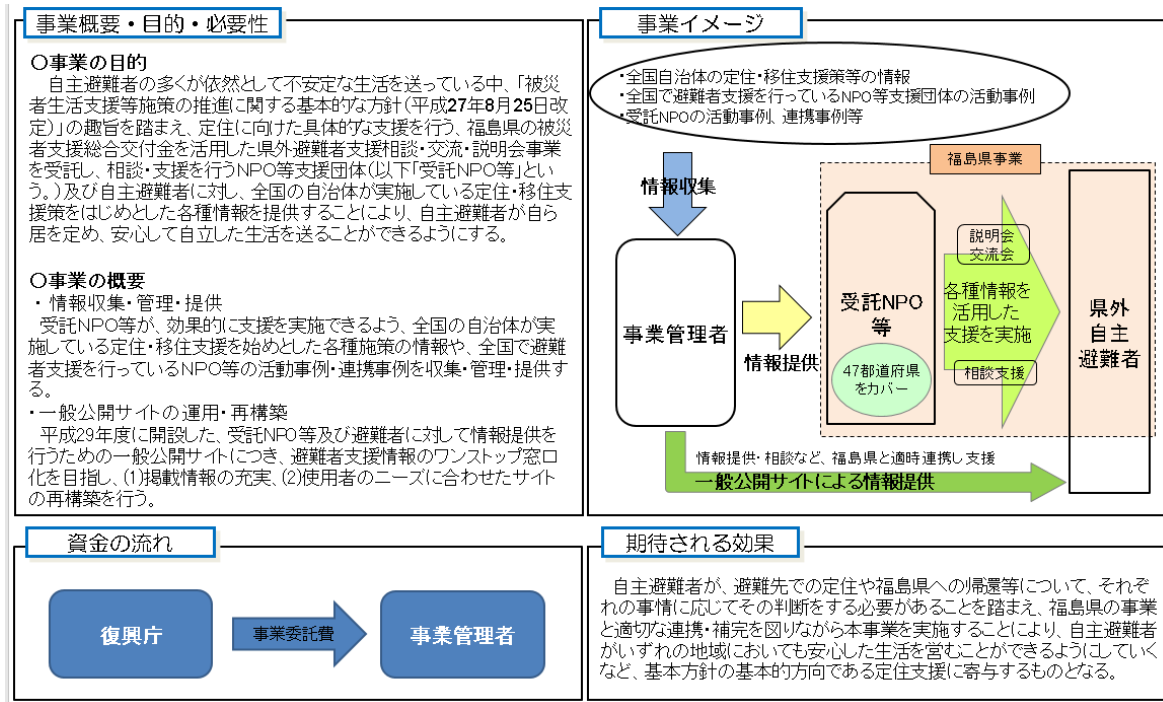 事業概要・目的・必要性
〇事業の目的
自主避難者の多くが依然として不安定な生活を送っている中、「被災
者生活支援等施策の推進に関する基本的な方針(平成27年8月25日改
定)」の趣旨を踏まえ、定住に向けた具体的な支援を行う、福島県の被災
者支援総合交付金を活用した県外避難者支援相談・交流・説明会事業
を受託し、相談・支援を行うNPO等支援団体(以下「受託NPO等」とい
う。)及び自主避難者に対し、全国の自治体が実施している定住・移住支
援策をはじめとした各種情報を提供することにより、自主避難者が自ら
居を定め、安心して自立した生活を送ることができるようにする。
〇事業の概要
・情報収集・管理・提供
受託NPO等が、効果的に支援を実施できるよう、全国の自治体が実
施している定住・移住支援を始めとした各種施策の情報や、全国で避難
者支援を行っているNPO等の活動事例・連携事例を収集・管理・提供す
る。
・一般公開サイトの運用・再構築
平成29年度に開設した、受託NPO等及び避難者に対して情報提供を
行うための一般公開サイトにつき、避難者支援情報のワンストップ窓口
化を目指し、(1)掲載情報の充実、(2)使用者のニーズに合わせたサイト
の再構築を行う。
事業イメージ
・全国自治体の定住・移住支援策等の情報
・全国で避難者支援を行っているNPO等支援団体の活動事例
・受託NPOの活動事例、連携事例等
情報収集
福島県事業
事業管理者
情報提供
受託NPO
等
47都道府県
をカバー
説明会
交流会
各種情報を
活用した
支援を実施
相談支援
県外
自主
避難者
情報提供・相談など、福島県と適時連携し支援
一般公開サイトによる情報提供
資金の流れ
復興庁
事業委託費
事業管理者
期待される効果
自主避難者が、避難先での定住や福島県への帰還等について、それぞ
れの事情に応じてその判断をする必要があることを踏まえ、福島県の事業
と適切な連携・補完を図りながら本事業を実施することにより、自主避難者
がいずれの地域においても安心した生活を営むことができるようにしていく
など、基本方針の基本的方向である定住支援に寄与するものとなる。